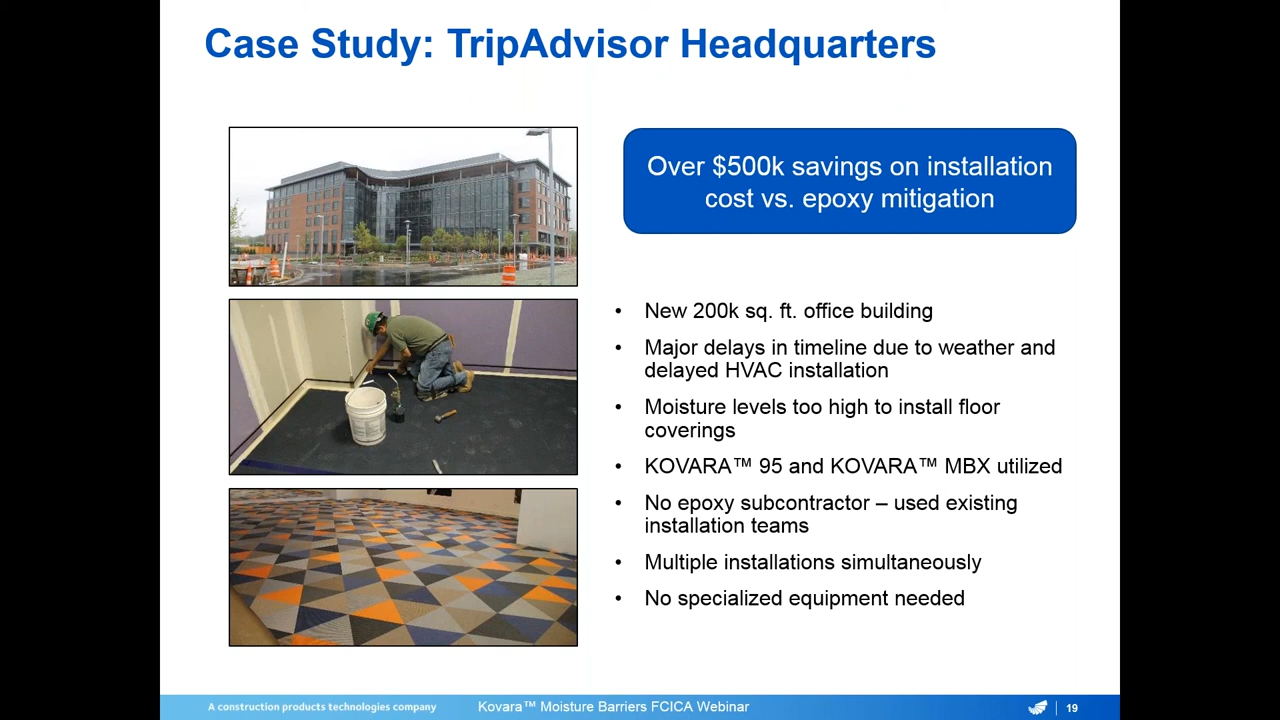 Case Study: TripAdvisor Headquarters
Over $500k savings on installation
cost vs. epoxy mitigation
• New 200k sq. ft. office building
• Major delays in timeline due to weather and
delayed HVAC installation
• Moisture levels too high to install floor
coverings
• KOVARA™ 95 and KOVARA™ MBX utilized
• No epoxy subcontractor – used existing
installation teams
• Multiple installations simultaneously
• No specialized equipment needed
A construction products technologies company
Kovara™ Moisture Barriers FCICA Webinar
19